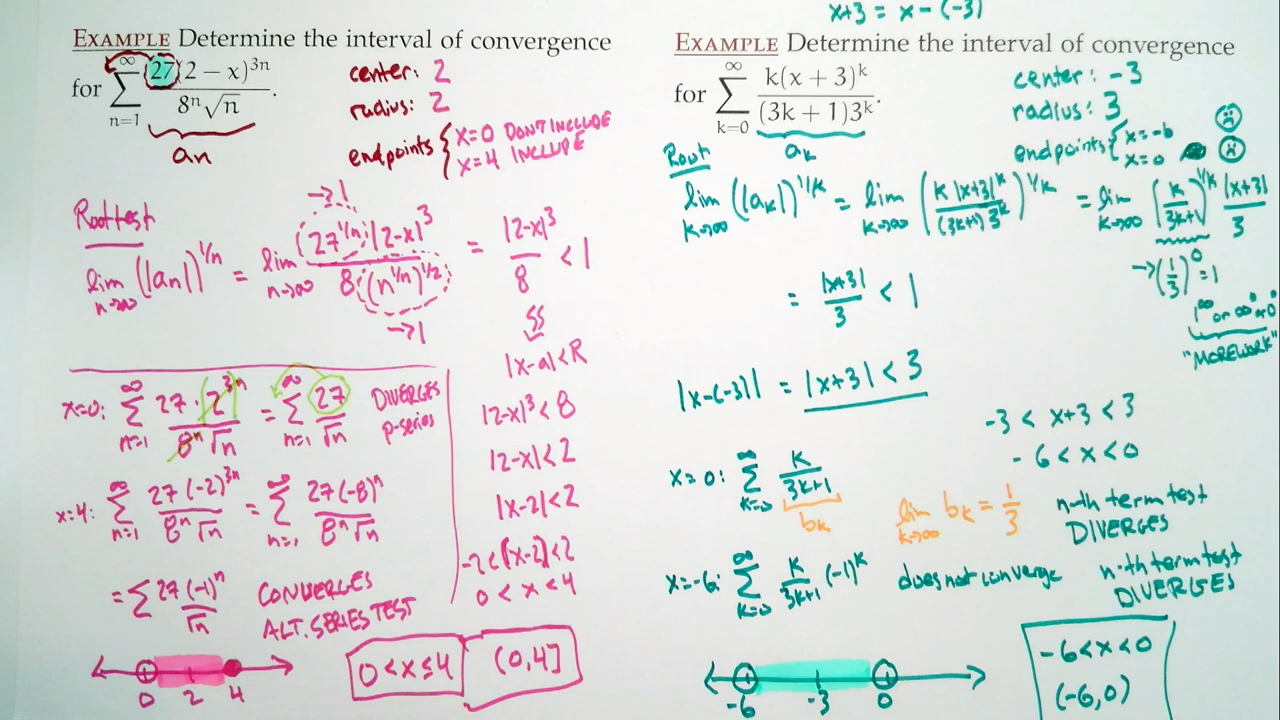 EXAMPLE Determine the interval of convergence
for ∞ ∑ n=1 27(2 − x)^{3n} / 8^n √n .
an
center: 2
radius: 2
endpoints { x=0 DON'T INCLUDE
x=4 INCLUDE
Root test
lim n→∞ (|an|)^{1/n} = lim n→∞ (27^{1/n})|2-x|^3 / 8·(n^{1/n})^{1/2} = |2-x|^3 / 8 < 1
→1
→1
|x-a|<R
|2-x|^3 < 8
|2-x|<2
|x-2|<2
-2<(x-2)<2
0 < x < 4
x=0: ∞ ∑ n=1 27·2^{3n} / 8^n √n = ∞ ∑ n=1 27 / √n DIVERGES
p-series
x=4: ∞ ∑ n=1 27(-2)^{3n} / 8^n √n = ∞ ∑ n=1 27(-8)^n / 8^n √n
= ∑ 27(-1)^n / √n CONVERGES
ALT. SERIES TEST
0 2 4
0 < x ≤ 4 (0,4]
x+3 = x-(-3)
EXAMPLE Determine the interval of convergence
for ∞ ∑ k=0 k(x + 3)^k / (3k + 1)3^k .
ak
center: -3
radius: 3
endpoints { x=-6
x=0
Root
lim k→∞ (|ak|)^{1/k} = lim k→∞ (k|x+3|^k / (3k+1) 3^k)^{1/k} = lim k→∞ (k / 3k+1)^{1/k} |x+3| / 3
→(1/3)^0 = 1
= |x+3| / 3 < 1
1^∞ or ∞^0 or 0^0
"MORE WORK"
|x-(-3)| = |x+3| < 3
-3 < x+3 < 3
-6 < x < 0
x=0: ∞ ∑ k=0 k / 3k+1
bk
lim k→∞ bk = 1/3
n-th term test
DIVERGES
x=-6: ∞ ∑ k=0 k / 3k+1 (-1)^k does not converge n-th term test
DIVERGES
-6 -3 0
-6<x<0
(-6,0)